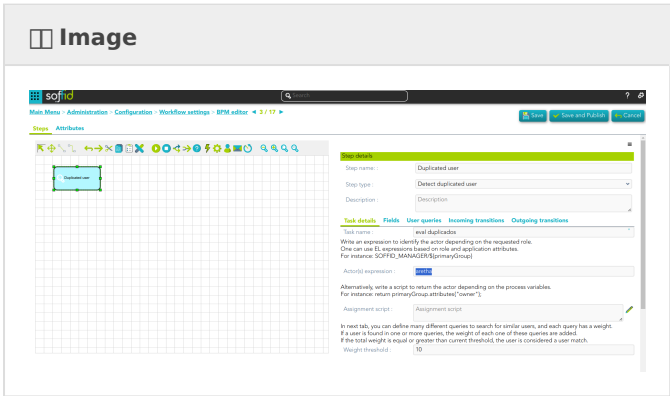 Image
soffid
Search
?
Main Menu > Administration > Configuration > Workflow settings > BPM editor ◄ 3 / 17 ►
Save
Save and Publish
Cancel
Steps Attributes
Duplicated user
Step details
Step name : Duplicated user
Step type : Detect duplicated user
Description : Description
Task details Fields User queries Incoming transitions Outgoing transitions
Task name : eval duplicados
Write an expression to identify the actor depending on the requested role.
One can use EL expressions based on role and application attributes.
For instance: SOFFID_MANAGER/${primaryGroup}
Actor(s) expression : aretha
Alternatively, write a script to return the actor depending on the process variables.
For instance: return primaryGroup.attributes["owner"];
Assignment script : Assignment script
In next tab, you can define many different queries to search for similar users, and each query has a weight.
If a user is found in one or more queries, the weight of each one of these queries are added.
If the total weight is equal or greater than current threshold, the user is considered a user match.
Weight threshold : 10